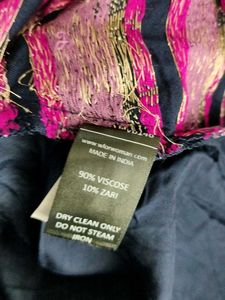 www.wforwoman.com
MADE IN INDIA
90% VISCOSE
10% ZARI
DRY CLEAN ONLY
DO NOT STEAM
IRON